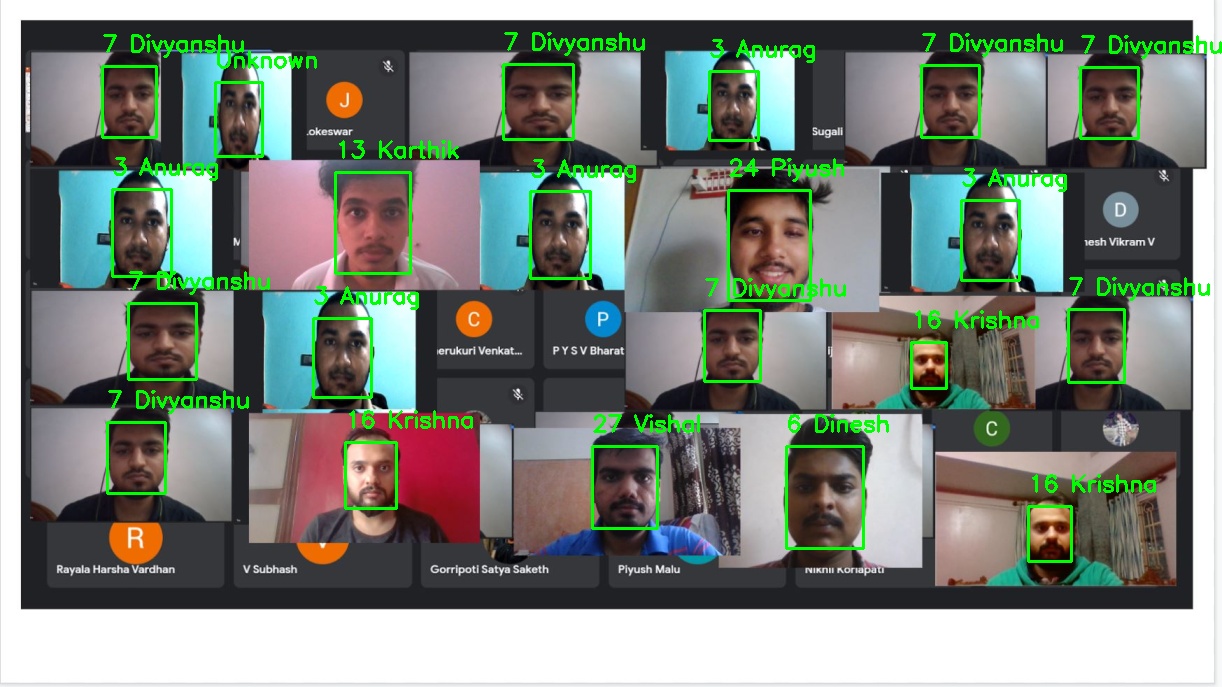 7 Divyanshu
Unknown
7 Divyanshu
3 Anurag
7 Divyanshu
7 Divyanshu
J
.okeswar
Sugali
3 Anurag
13 Karthik
3 Anurag
24 Piyush
3 Anurag
D
nesh Vikram V
7 Divyanshu
3 Anurag
7 Divyanshu
16 Krishna
7 Divyanshu
C
P
erukuri Venkat...
P Y S V Bharat
7 Divyanshu
16 Krishna
27 Vishal
6 Dinesh
C
16 Krishna
R
Rayala Harsha Vardhan
V Subhash
Gorripoti Satya Saketh
Piyush Malu
Nikhil Korlapati